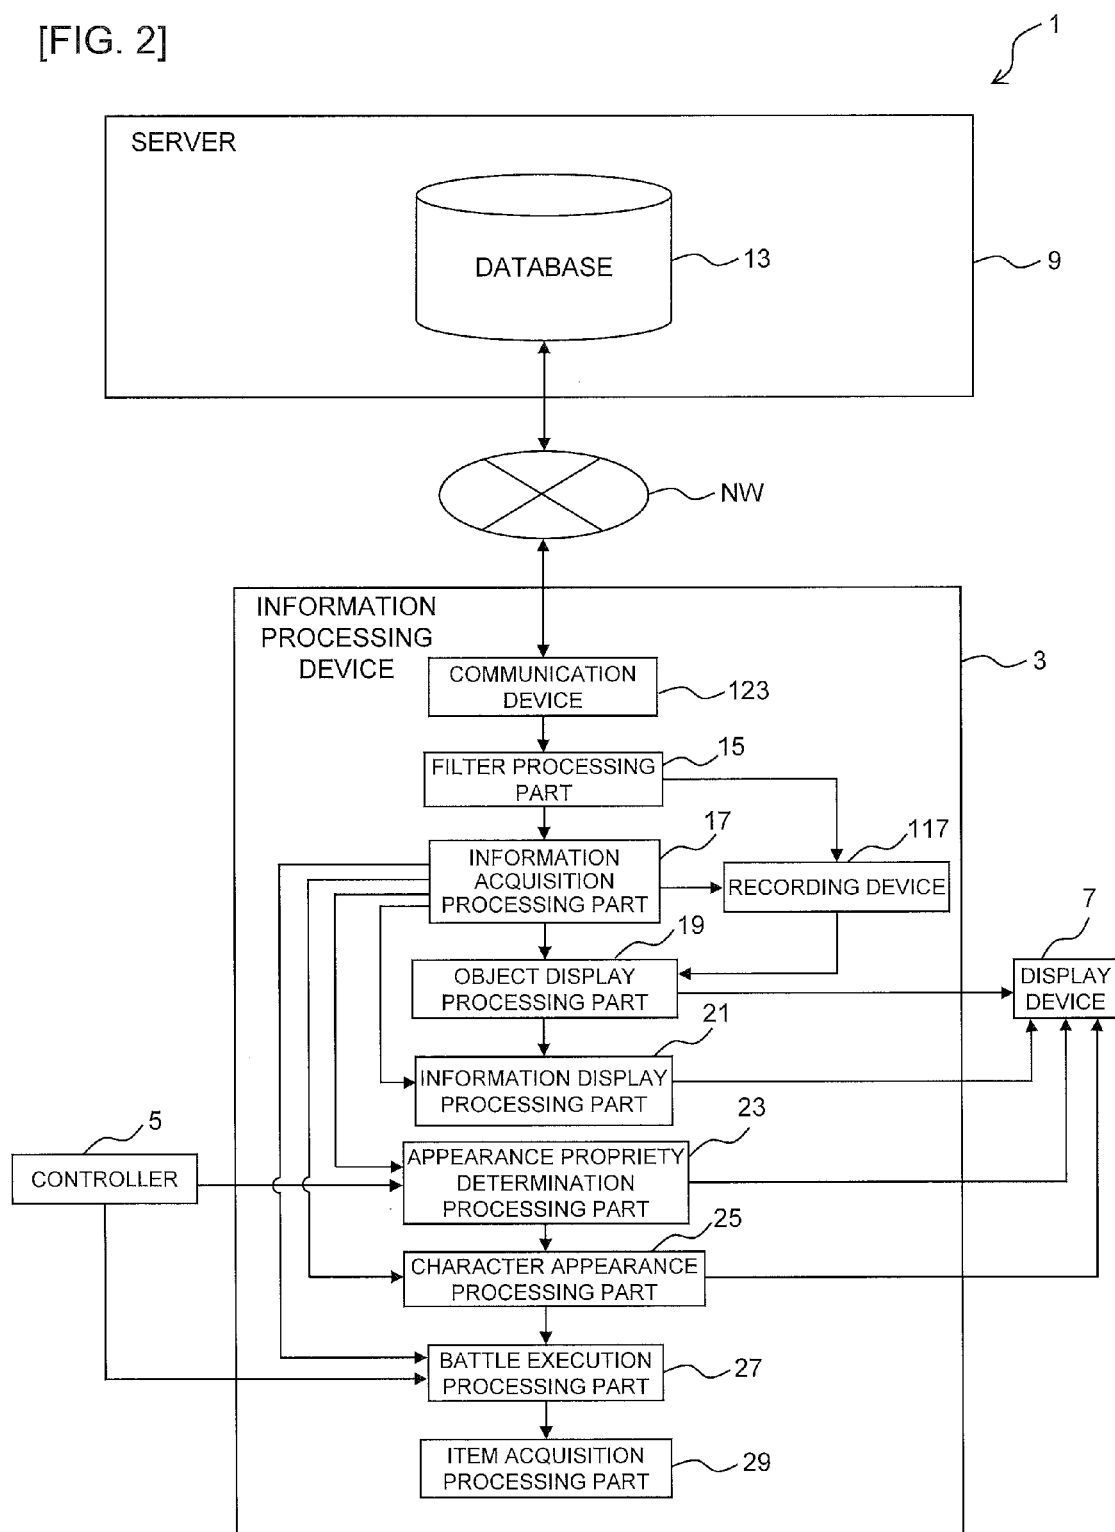 [FIG. 2]
1
SERVER
DATABASE
13
9
NW
INFORMATION
PROCESSING
DEVICE
3
COMMUNICATION
DEVICE
123
15
FILTER PROCESSING
PART
17
117
INFORMATION
ACQUISITION
PROCESSING PART
RECORDING DEVICE
7
19
OBJECT DISPLAY
PROCESSING PART
DISPLAY
DEVICE
21
INFORMATION DISPLAY
PROCESSING PART
23
5
CONTROLLER
APPEARANCE PROPRIETY
DETERMINATION
PROCESSING PART
25
CHARACTER APPEARANCE
PROCESSING PART
BATTLE EXECUTION
PROCESSING PART
27
ITEM ACQUISITION
PROCESSING PART
29